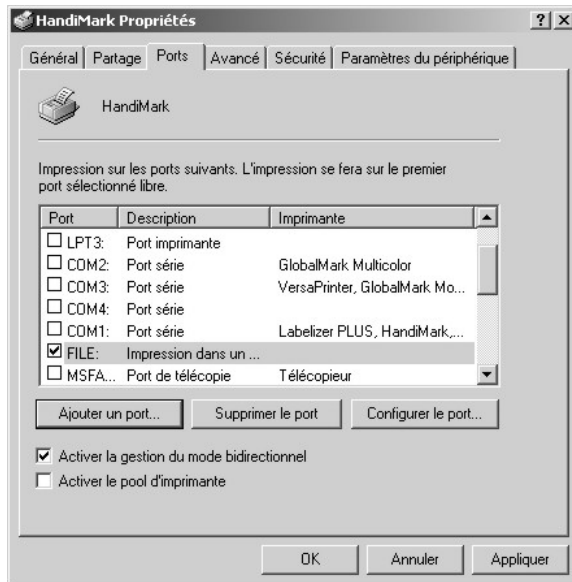 HandiMark Propriétés
Général Partage Ports Avancé Sécurité Paramètres du périphérique
HandiMark
Impression sur les ports suivants. L'impression se fera sur le premier
port sélectionné libre.
Port Description Imprimante
LPT3: Port imprimante
COM2: Port série GlobalMark Multicolor
COM3: Port série VersaPrinter, GlobalMark Mo...
COM4: Port série
COM1: Port série Labelizer PLUS, HandiMark,...
FILE: Impression dans un ...
MSFA... Port de télécopie Télécopieur
Ajouter un port... Supprimer le port Configurer le port...
Activer la gestion du mode bidirectionnel
Activer le pool d'imprimante
OK Annuler Appliquer